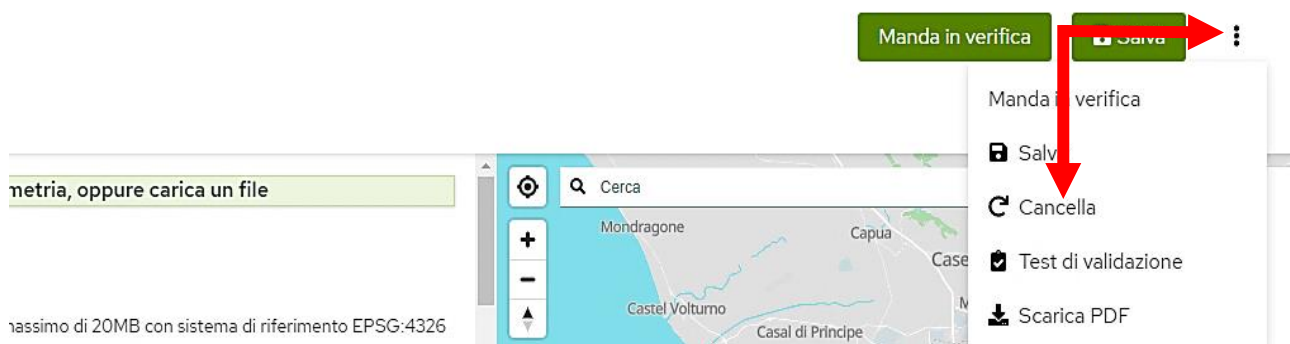 Manda in verifica
Salva
Manda in verifica
Salva
Cancella
Test di validazione
Scarica PDF
metria, oppure carica un file
massimo di 20MB con sistema di riferimento EPSG:4326
Cerca
Mondragone
Capua
Case
Castel Volturno
Casal di Principe